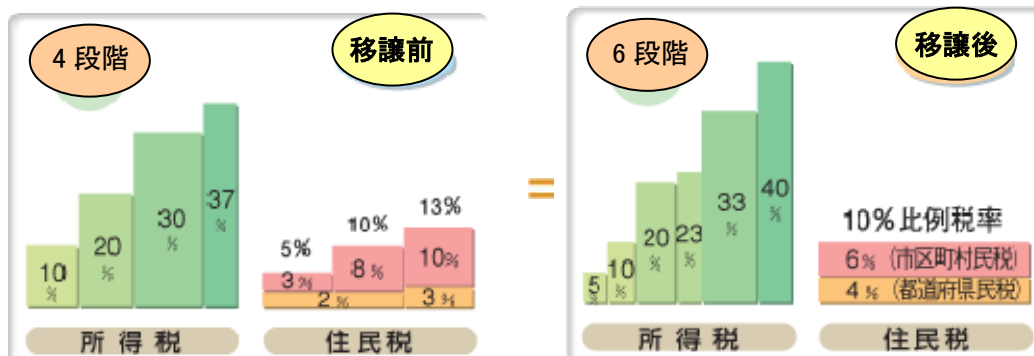 4 段階
移譲前
10
%
20
%
30
%
37
%
所得税
5%
10%
13%
3%
8%
10%
2%
3%
住民税
=
6 段階
移譲後
5
%
10
%
20
%
23
%
33
%
40
%
所得税
10%比例税率
6% (市区町村民税)
4% (都道府県民税)
住民税